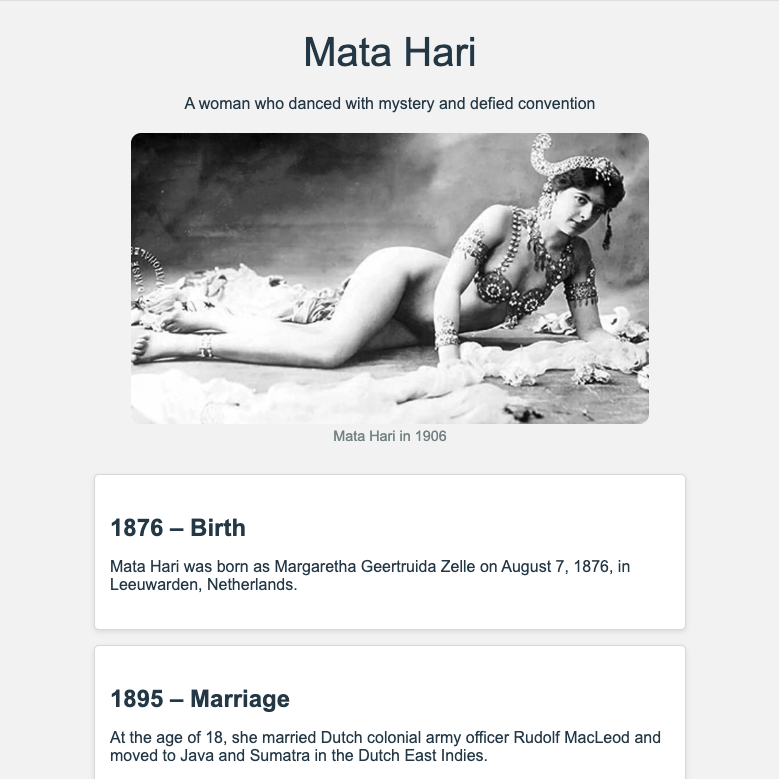 Mata Hari
A woman who danced with mystery and defied convention
Mata Hari in 1906
1876 – Birth
Mata Hari was born as Margaretha Geertruida Zelle on August 7, 1876, in
Leeuwarden, Netherlands.
1895 – Marriage
At the age of 18, she married Dutch colonial army officer Rudolf MacLeod and
moved to Java and Sumatra in the Dutch East Indies.